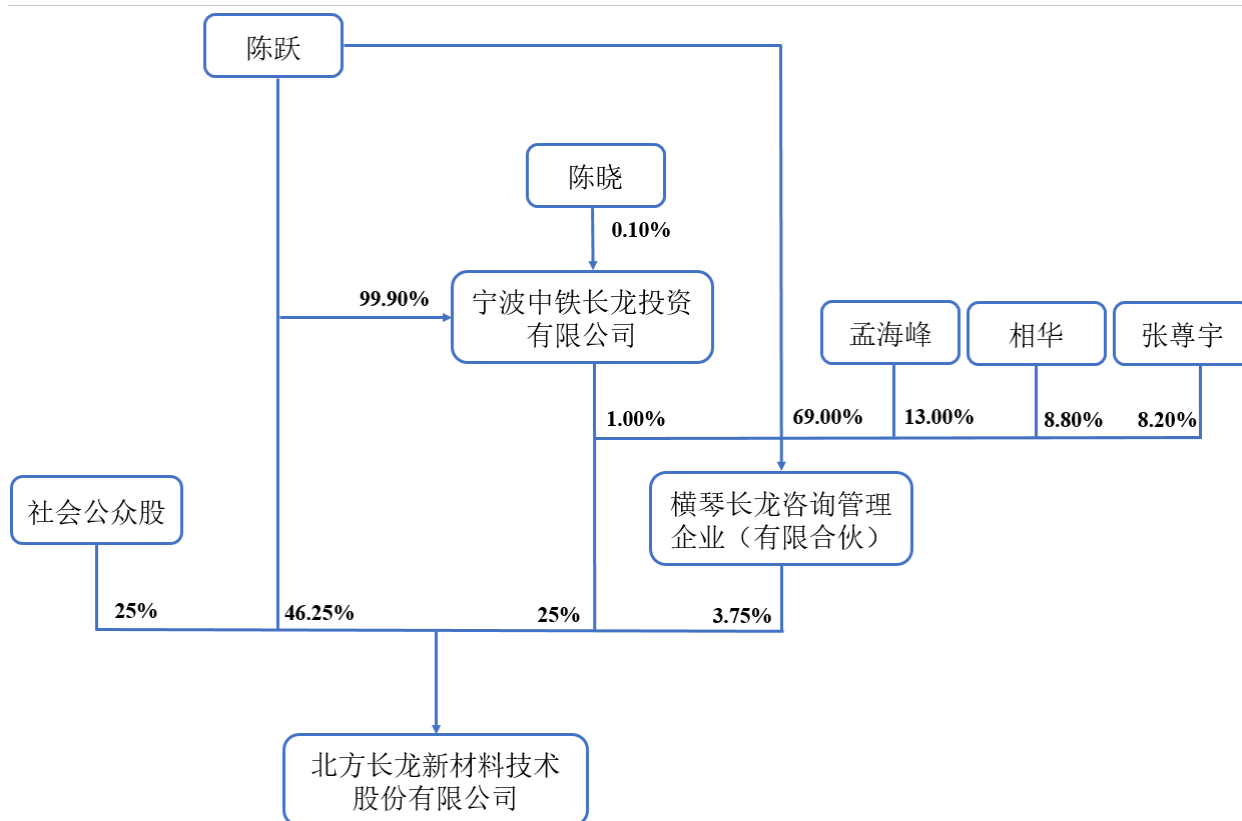 陈跃
陈晓
0.10%
99.90%
宁波中铁长龙投资
有限公司
孟海峰
相华
张尊宇
1.00%
69.00%
13.00%
8.80%
8.20%
社会公众股
横琴长龙咨询管理
企业（有限合伙）
25%
46.25%
25%
3.75%
北方长龙新材料技术
股份有限公司